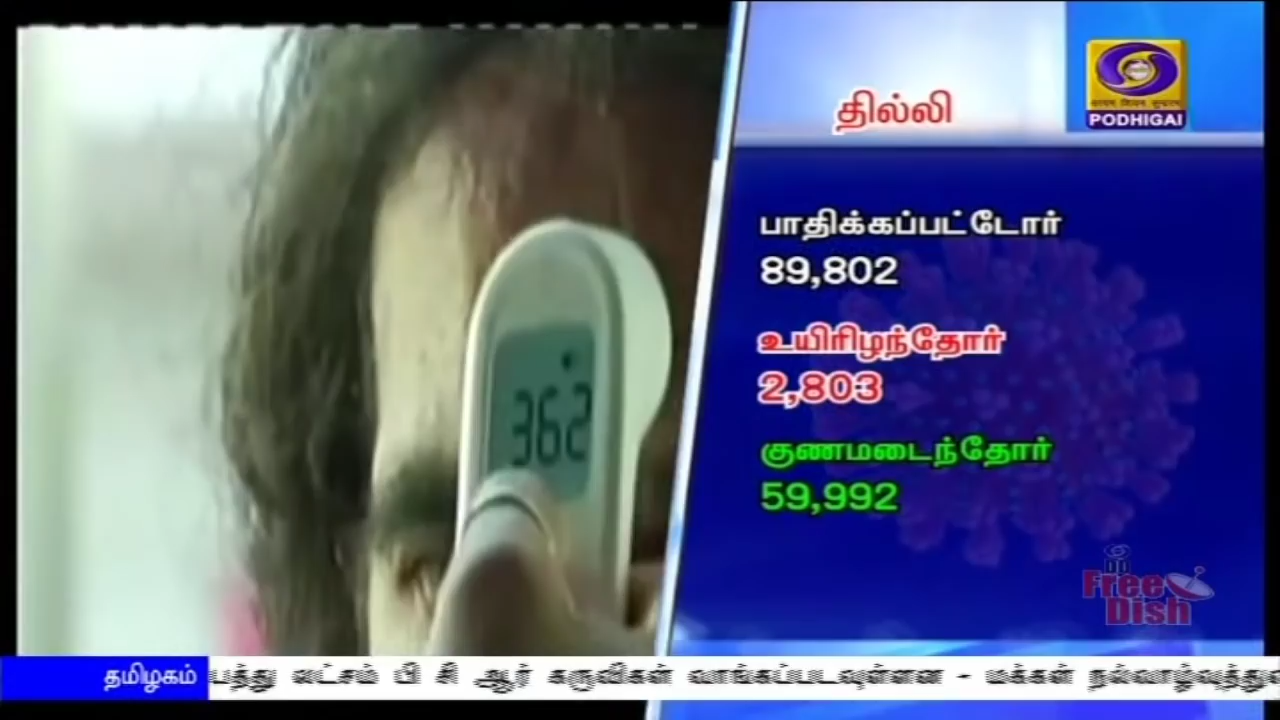 தில்லி
PODHIGAI
பாதிக்கப்பட்டோர்
89,802
உயிரிழந்தோர்
2,803
குணமடைந்தோர்
59,992
362
DD
Free
Dish
தமிழகம் பத்து லட்சம் பி சி ஆர் கருவிகள் வாங்கப்படவுள்ளன - மக்கள்